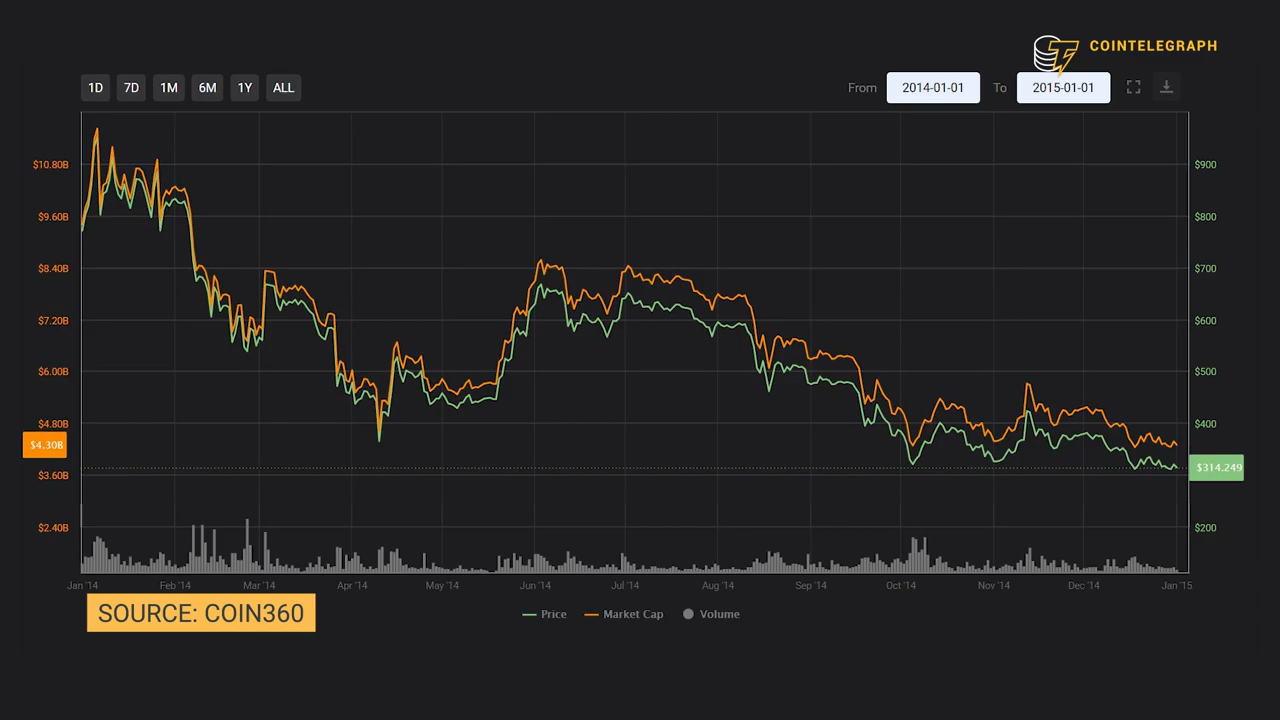 COINTELEGRAPH
1D 7D 1M 6M 1Y ALL From 2014-01-01 To 2015-01-01
$10.80B $900
$9.60B $800
$8.40B $700
$7.20B $600
$6.00B $500
$4.80B $400
$4.30B
$314.249
$3.60B
$2.40B $200
Jan '14 Feb '14 Mar '14 Apr '14 May '14 Jun '14 Jul '14 Aug '14 Sep '14 Oct '14 Nov '14 Dec '14 Jan '15
SOURCE: COIN360
Price Market Cap Volume